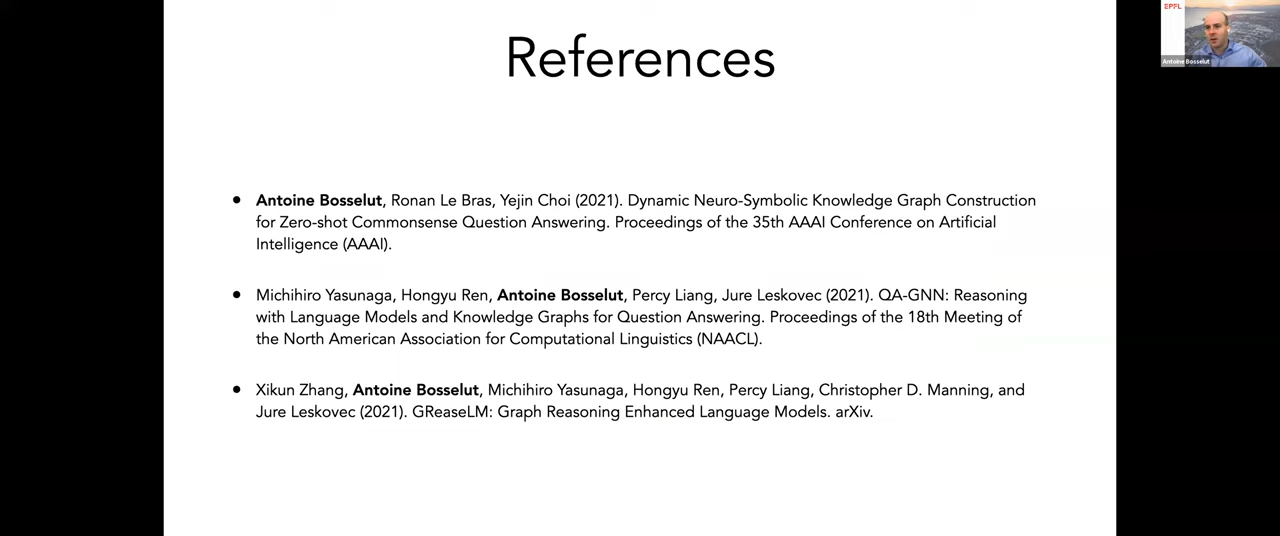 References
EPFL
Antoine Bosselut
• Antoine Bosselut, Ronan Le Bras, Yejin Choi (2021). Dynamic Neuro-Symbolic Knowledge Graph Construction
for Zero-shot Commonsense Question Answering. Proceedings of the 35th AAAI Conference on Artificial
Intelligence (AAAI).
• Michihiro Yasunaga, Hongyu Ren, Antoine Bosselut, Percy Liang, Jure Leskovec (2021). QA-GNN: Reasoning
with Language Models and Knowledge Graphs for Question Answering. Proceedings of the 18th Meeting of
the North American Association for Computational Linguistics (NAACL).
• Xikun Zhang, Antoine Bosselut, Michihiro Yasunaga, Hongyu Ren, Percy Liang, Christopher D. Manning, and
Jure Leskovec (2021). GReaseLM: Graph Reasoning Enhanced Language Models. arXiv.